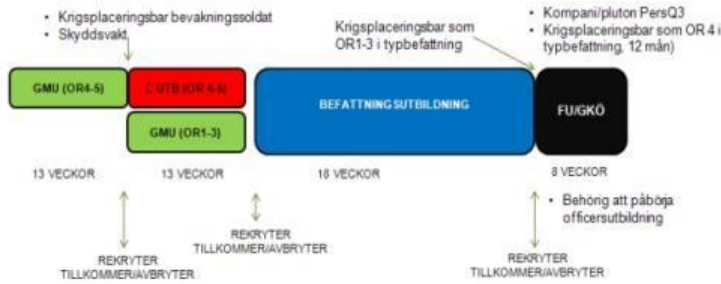 • Krigsplaceringsbar bevakningssoldat
• Skyddsvakt
Krigsplaceringsbar som
OR1-3 i typbefattning
• Kompani/pluton PersQ3
• Krigsplaceringsbar som OR 4 i
typbefattning. 12 mån)
GMU (OR4-5)
C UTB (OR 4-5)
GMU (OR1-3)
BEFATTNINGSUTBILDNING
FU/GKÖ
13 VECKOR
13 VECKOR
18 VECKOR
8 VECKOR
• Behörig att påbörja
officersutbildning
REKRYTER
TILLKOMMER/AVBRYTER
REKRYTER
TILLKOMMER/AVBRYTER
REKRYTER
TILLKOMMER/AVBRYTER